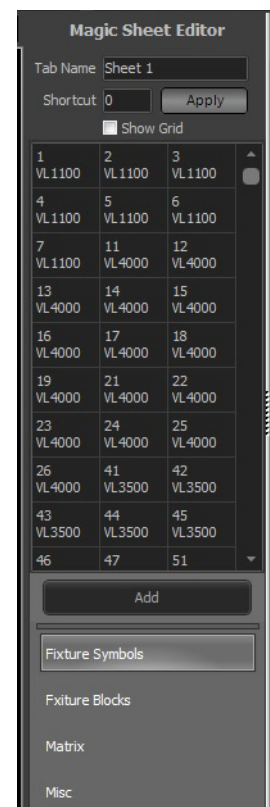 Magic Sheet Editor
Tab Name Sheet 1
Shortcut 0 Apply
Show Grid
1 2 3
VL1100 VL1100 VL1100
4 5 6
VL1100 VL1100 VL1100
7 11 12
VL1100 VL4000 VL4000
13 14 15
VL4000 VL4000 VL4000
16 17 18
VL4000 VL4000 VL4000
19 21 22
VL4000 VL4000 VL4000
23 24 25
VL4000 VL4000 VL4000
26 41 42
VL4000 VL3500 VL3500
43 44 45
VL3500 VL3500 VL3500
46 47 51
Add
Fixture Symbols
Fxiture Blocks
Matrix
Misc